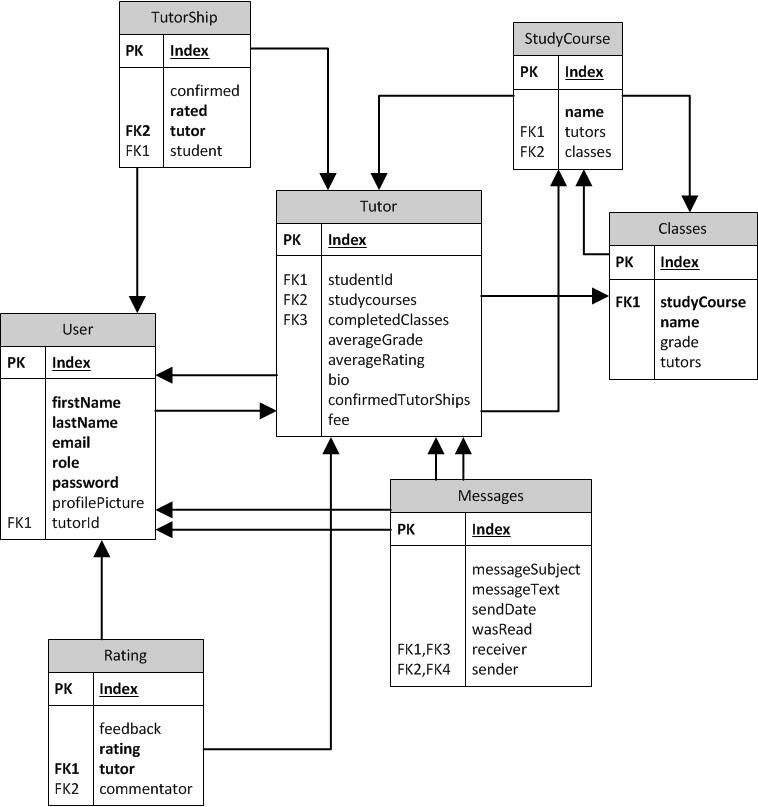 TutorShip
PK Index
confirmed
rated
FK2 tutor
FK1 student
StudyCourse
PK Index
name
FK1 tutors
FK2 classes
Tutor
PK Index
FK1 studentId
FK2 studycourses
FK3 completedClasses
averageGrade
averageRating
bio
confirmedTutorShips
fee
Classes
PK Index
FK1 studyCourse
name
grade
tutors
User
PK Index
firstName
lastName
email
role
password
profilePicture
FK1 tutorId
Messages
PK Index
messageSubject
messageText
sendDate
wasRead
FK1,FK3 receiver
FK2,FK4 sender
Rating
PK Index
feedback
rating
FK1 tutor
FK2 commentator